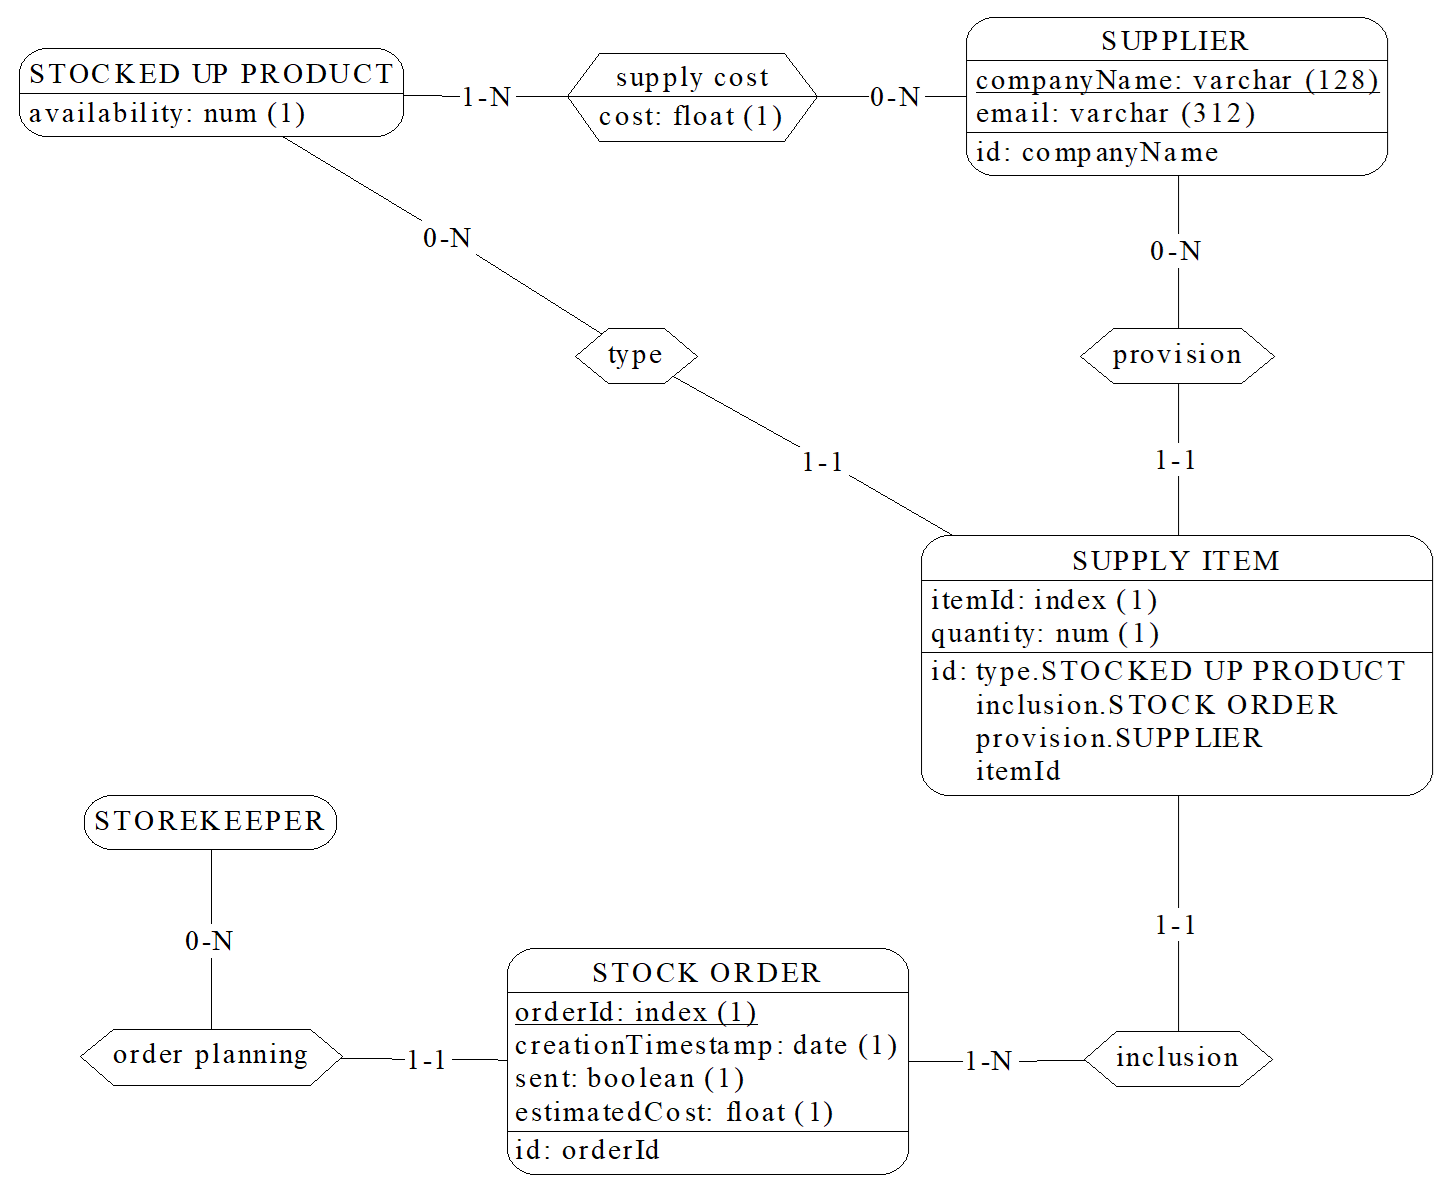 STOCKED UP PRODUCT
availability: num (1)
1-N
supply cost
cost: float (1)
0-N
SUPPLIER
companyName: varchar (128)
email: varchar (312)
id: companyName
0-N
0-N
type
provision
1-1
1-1
SUPPLY ITEM
itemId: index (1)
quantity: num (1)
id: type.STOCKED UP PRODUCT
inclusion.STOCK ORDER
provision.SUPPLIER
itemId
STOREKEEPER
0-N
1-1
order planning
1-1
STOCK ORDER
orderId: index (1)
creationTimestamp: date (1)
sent: boolean (1)
estimatedCost: float (1)
id: orderId
1-N
inclusion